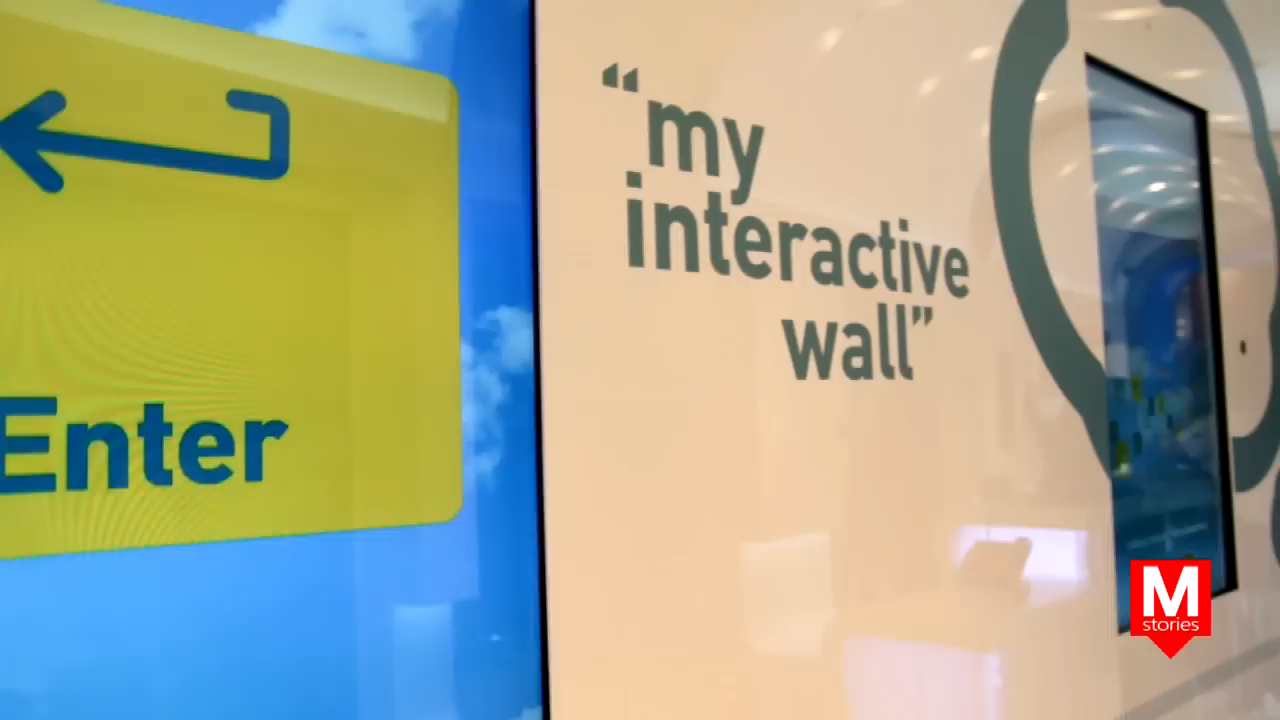 Enter
“my
interactive
wall”
M
stories